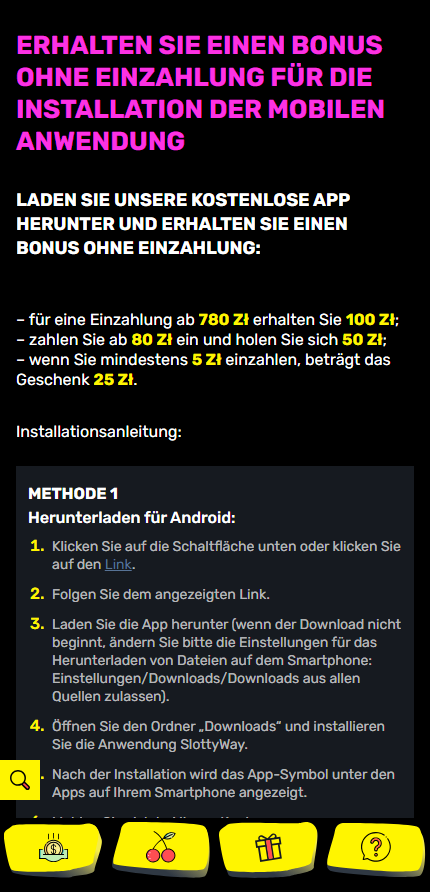 ERHALTEN SIE EINEN BONUS
OHNE EINZAHLUNG FÜR DIE
INSTALLATION DER MOBILEN
ANWENDUNG
LADEN SIE UNSERE KOSTENLOSE APP
HERUNTER UND ERHALTEN SIE EINEN
BONUS OHNE EINZAHLUNG:
– für eine Einzahlung ab 780 Zł erhalten Sie 100 Zł;
– zahlen Sie ab 80 Zł ein und holen Sie sich 50 Zł;
– wenn Sie mindestens 5 Zł einzahlen, beträgt das
Geschenk 25 Zł.
Installationsanleitung:
METHODE 1
Herunterladen für Android:
1. Klicken Sie auf die Schaltfläche unten oder klicken Sie
auf den Link.
2. Folgen Sie dem angezeigten Link.
3. Laden Sie die App herunter (wenn der Download nicht
beginnt, ändern Sie bitte die Einstellungen für das
Herunterladen von Dateien auf dem Smartphone:
Einstellungen/Downloads/Downloads aus allen
Quellen zulassen).
4. Öffnen Sie den Ordner „Downloads“ und installieren
Sie die Anwendung SlottyWay.
. Nach der Installation wird das App-Symbol unter den
Apps auf Ihrem Smartphone angezeigt.